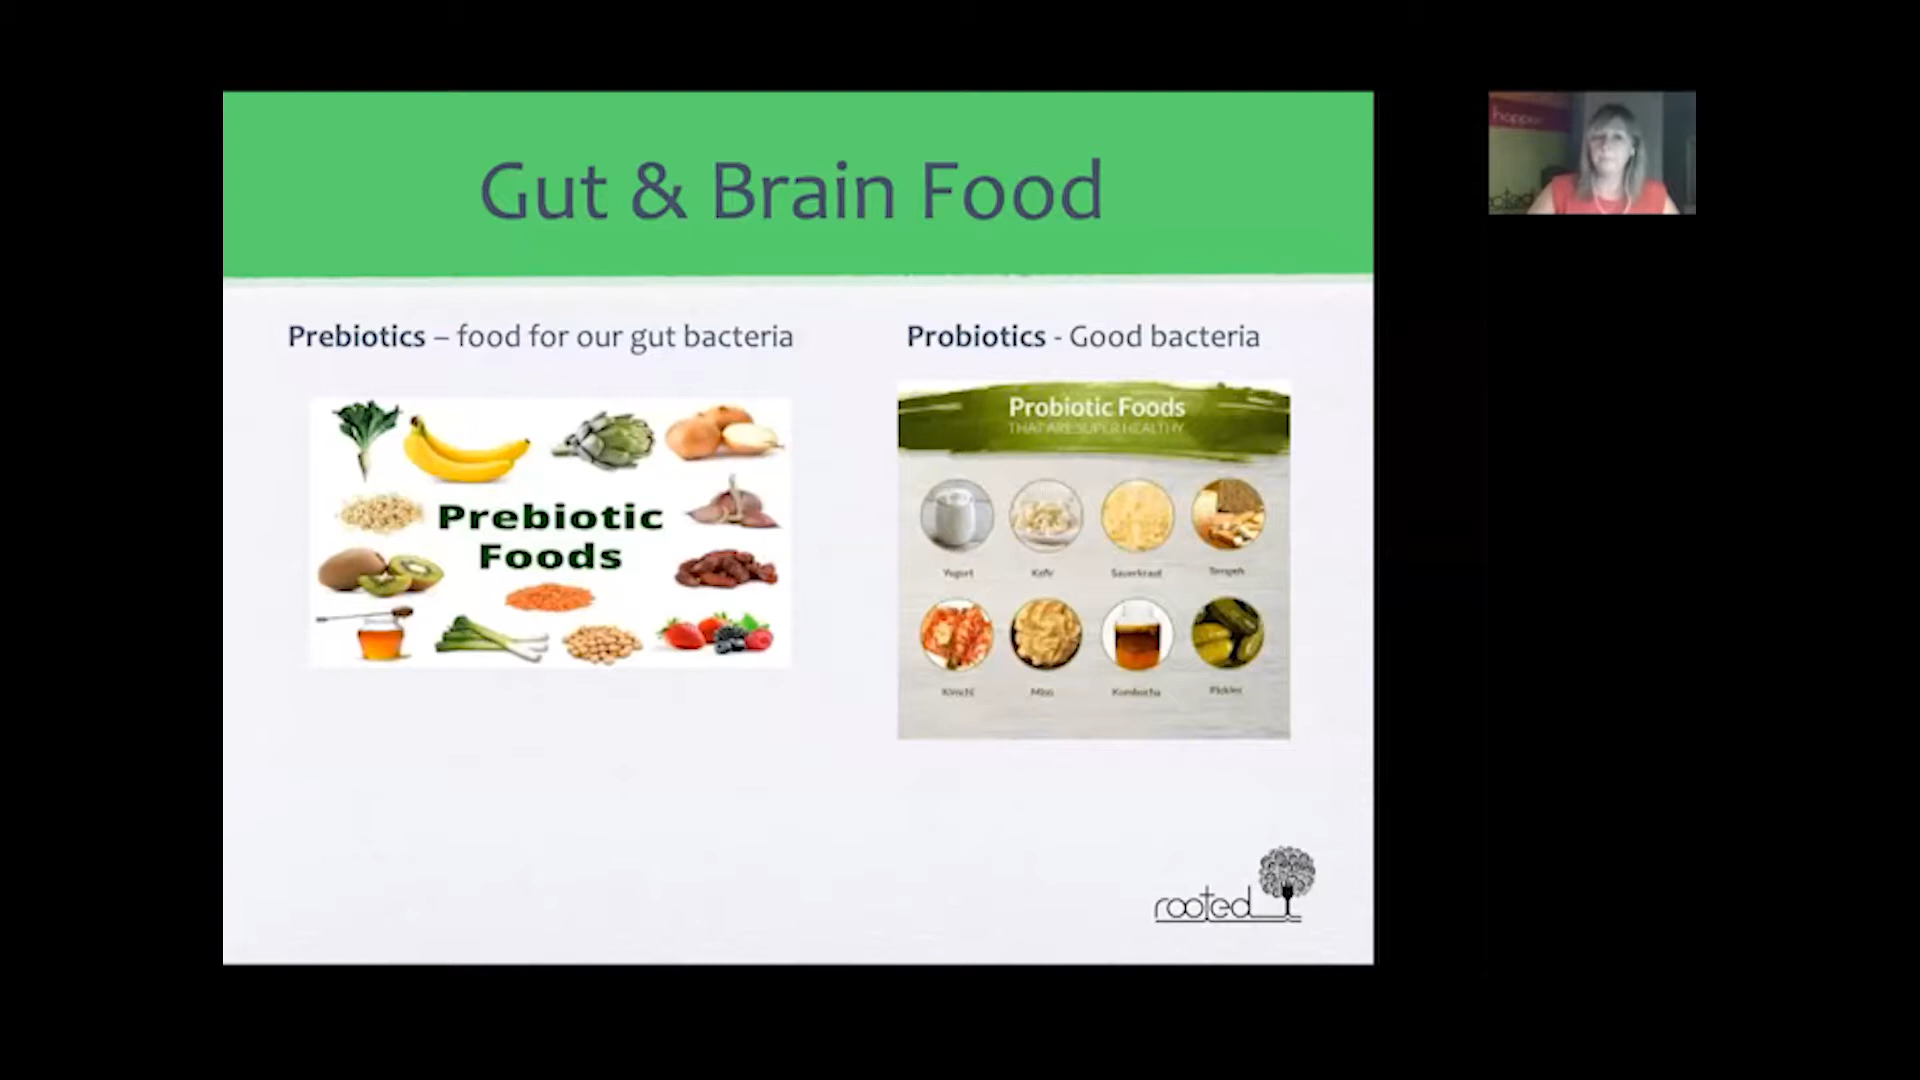 Gut & Brain Food
Prebiotics – food for our gut bacteria
Probiotics - Good bacteria
Prebiotic
Foods
Probiotic Foods
THAT ARE SUPER HEALTHY
Yogurt Kefir Sauerkraut Tempeh
Kimchi Miso Kombucha Pickles
rooted